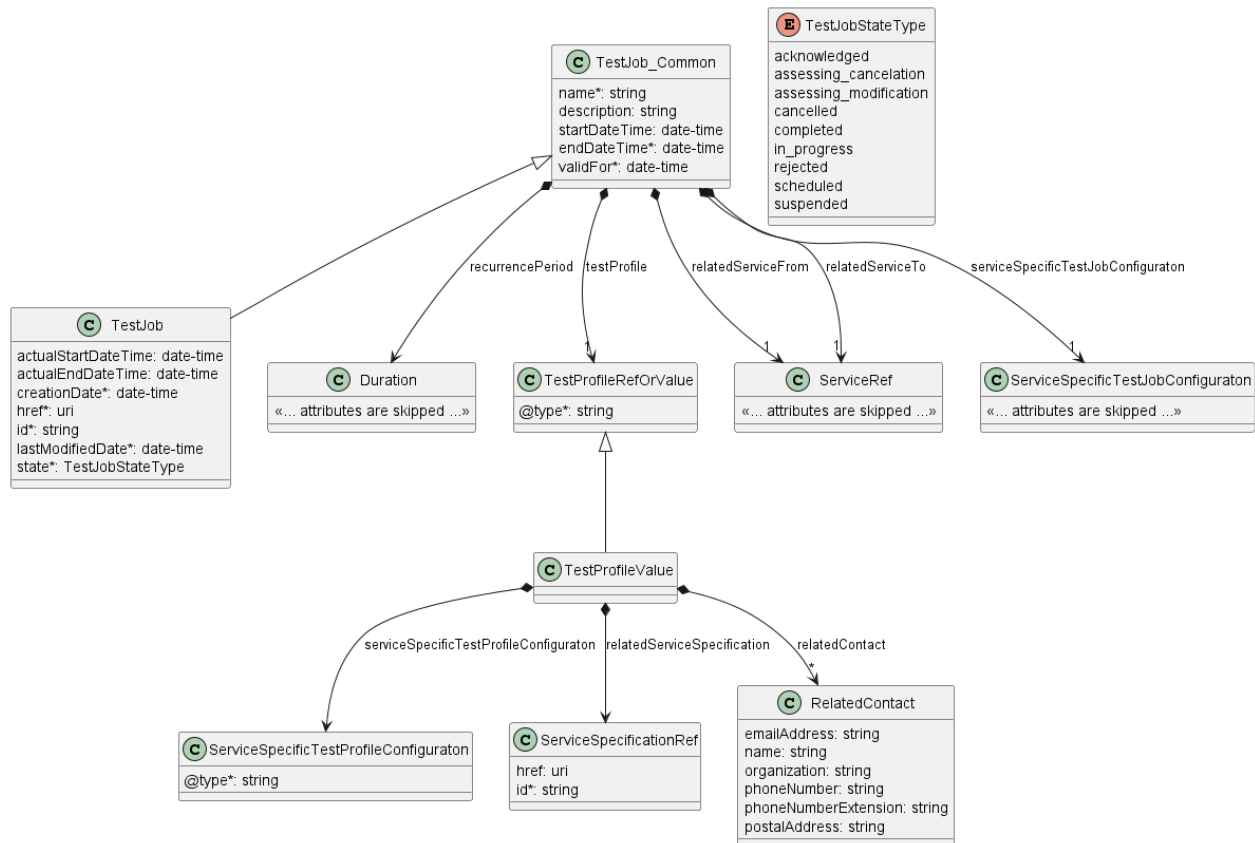 E TestJobStateType
acknowledged
assessing_cancelation
assessing_modification
cancelled
completed
in_progress
rejected
scheduled
suspended
C TestJob_Common
name*: string
description: string
startDateTime: date-time
endDateTime*: date-time
validFor*: date-time
recurrencePeriod
testProfile
relatedServiceFrom
relatedServiceTo
serviceSpecificTestJobConfiguraton
1
1
1
1
C TestJob
actualStartDateTime: date-time
actualEndDateTime: date-time
creationDate*: date-time
href*: uri
id*: string
lastModifiedDate*: date-time
state*: TestJobStateType
C Duration
«... attributes are skipped ...»
C TestProfileRefOrValue
@type*: string
C ServiceRef
«... attributes are skipped ...»
C ServiceSpecificTestJobConfiguraton
«... attributes are skipped ...»
C TestProfileValue
serviceSpecificTestProfileConfiguraton
relatedServiceSpecification
relatedContact
*
C ServiceSpecificTestProfileConfiguraton
@type*: string
C ServiceSpecificationRef
href: uri
id*: string
C RelatedContact
emailAddress: string
name: string
organization: string
phoneNumber: string
phoneNumberExtension: string
postalAddress: string